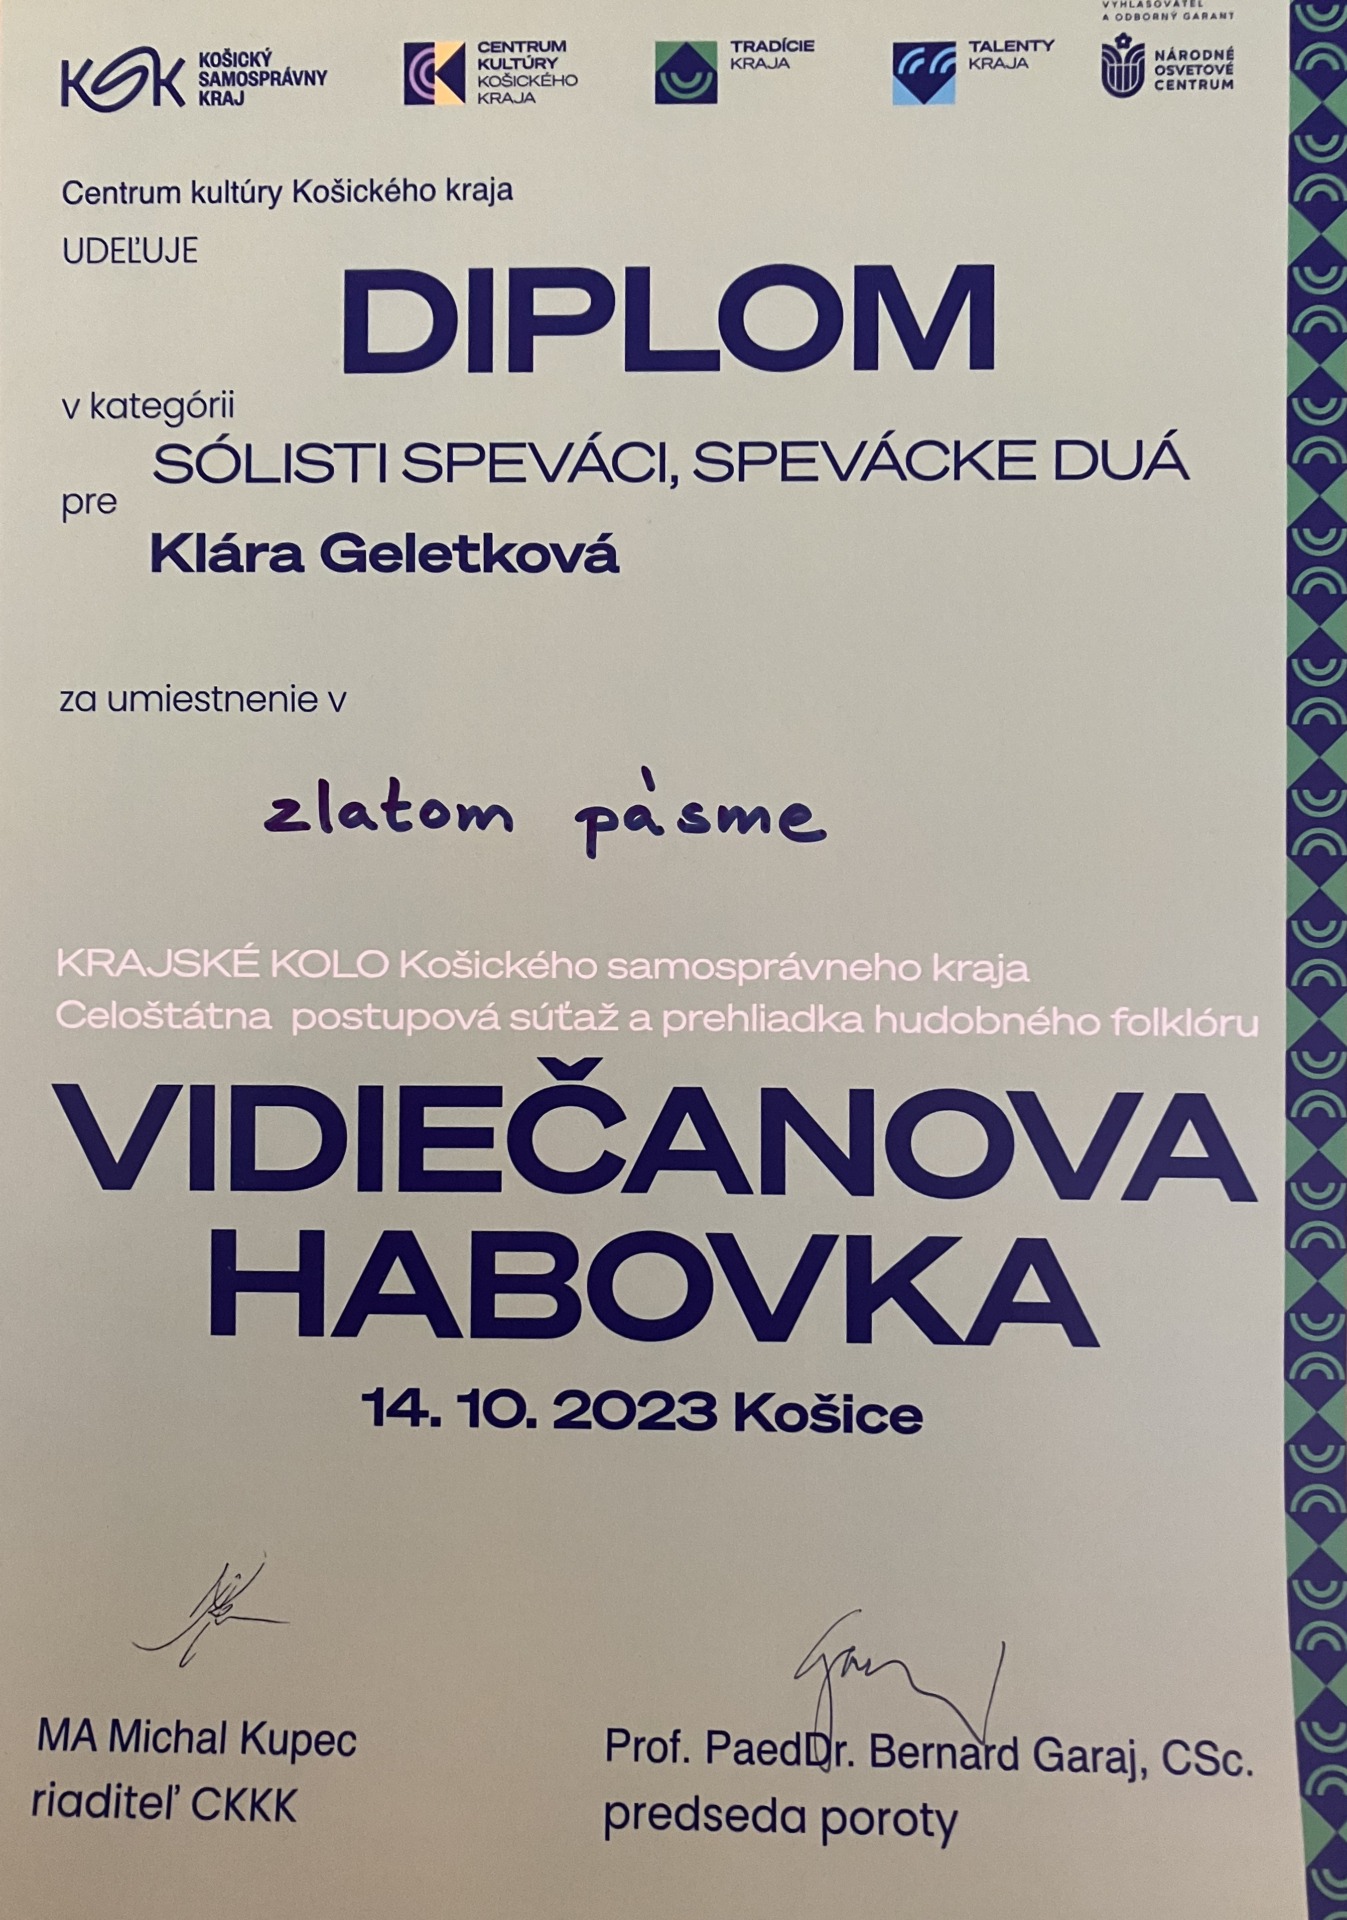 VYHLASOVATEĽ
A ODBORNÝ GARANT
KSK KOŠICKÝ
SAMOSPRÁVNY
KRAJ
CENTRUM
KULTÚRY
KOŠICKÉHO
KRAJA
TRADÍCIE
KRAJA
TALENTY
KRAJA
NÁRODNÉ
OSVETOVÉ
CENTRUM
Centrum kultúry Košického kraja
UDEĽUJE
DIPLOM
v kategórii
SÓLISTI SPEVÁCI, SPEVÁCKE DUÁ
pre
Klára Geletková
za umiestnenie v
zlatom pásme
KRAJSKÉ KOLO Košického samosprávneho kraja
Celoštátna postupová súťaž a prehliadka hudobného folklóru
VIDIEČANOVA
HABOVKA
14. 10. 2023 Košice
MA Michal Kupec
riaditeľ CKKK
Prof. PaedDr. Bernard Garaj, CSc.
predseda poroty